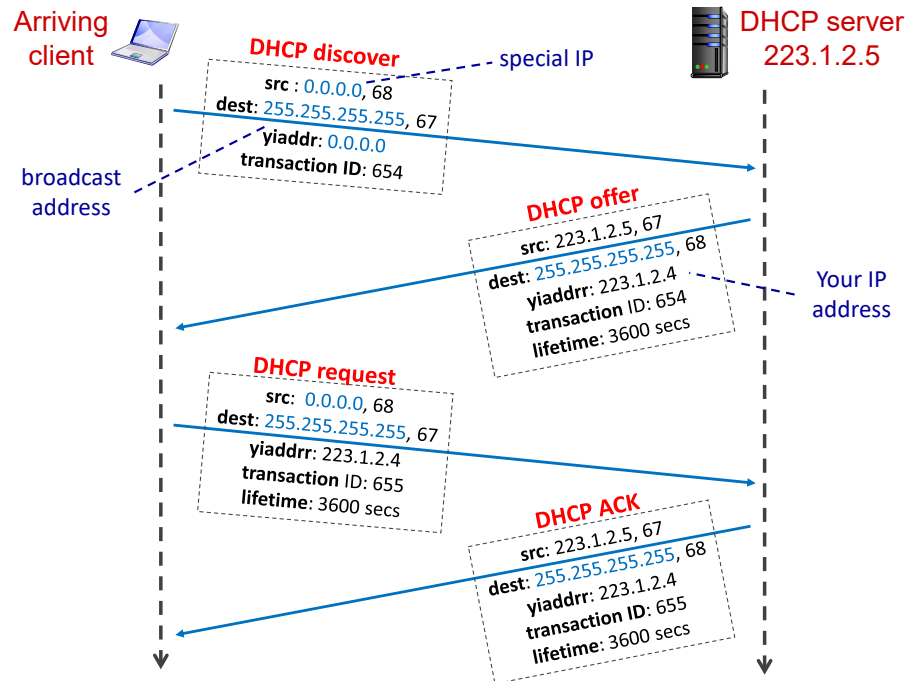 Arriving
client
DHCP server
223.1.2.5
DHCP discover
special IP
src : 0.0.0.0, 68
dest: 255.255.255.255, 67
yiaddr: 0.0.0.0
transaction ID: 654
broadcast
address
DHCP offer
src: 223.1.2.5, 67
dest: 255.255.255.255, 68
yiaddrr: 223.1.2.4
transaction ID: 654
lifetime: 3600 secs
Your IP
address
DHCP request
src: 0.0.0.0, 68
dest: 255.255.255.255, 67
yiaddrr: 223.1.2.4
transaction ID: 655
lifetime: 3600 secs
DHCP ACK
src: 223.1.2.5, 67
dest: 255.255.255.255, 68
yiaddrr: 223.1.2.4
transaction ID: 655
lifetime: 3600 secs